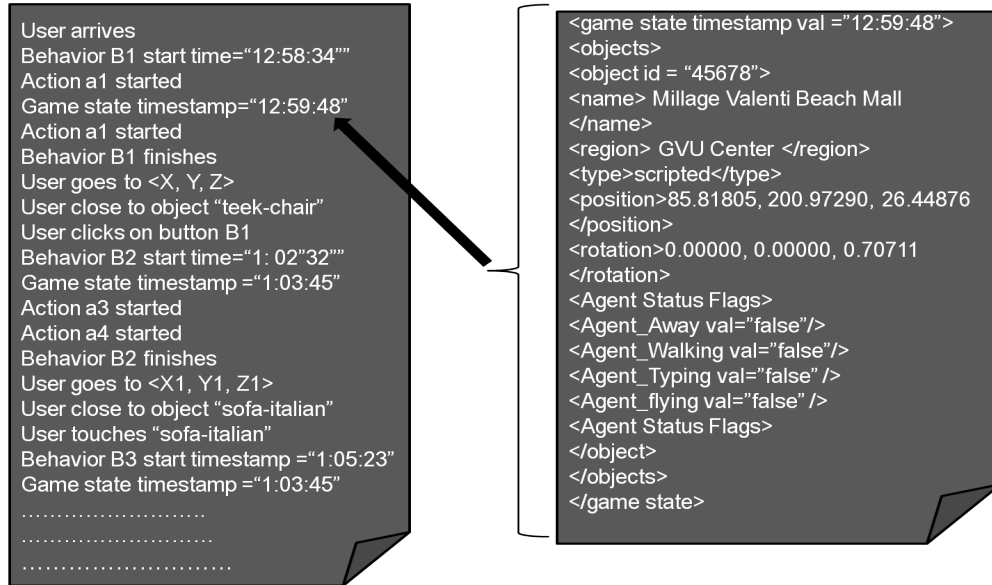 User arrives
Behavior B1 start time=“12:58:34””
Action a1 started
Game state timestamp=“12:59:48”
Action a1 started
Behavior B1 finishes
User goes to <X, Y, Z>
User close to object “teek-chair”
User clicks on button B1
Behavior B2 start time=“1: 02”32””
Game state timestamp =“1:03:45”
Action a3 started
Action a4 started
Behavior B2 finishes
User goes to <X1, Y1, Z1>
User close to object “sofa-italian”
User touches “sofa-italian”
Behavior B3 start timestamp =“1:05:23”
Game state timestamp =“1:03:45”
……………………..
………………………
…………………………
<game state timestamp val =”12:59:48”>
<objects>
<object id = “45678”>
<name> Millage Valenti Beach Mall
</name>
<region> GVU Center </region>
<type>scripted</type>
<position>85.81805, 200.97290, 26.44876
</position>
<rotation>0.00000, 0.00000, 0.70711
</rotation>
<Agent Status Flags>
<Agent_Away val=”false”/>
<Agent_Walking val=”false”/>
<Agent_Typing val=”false” />
<Agent_flying val=”false” />
<Agent Status Flags>
</object>
</objects>
</game state>